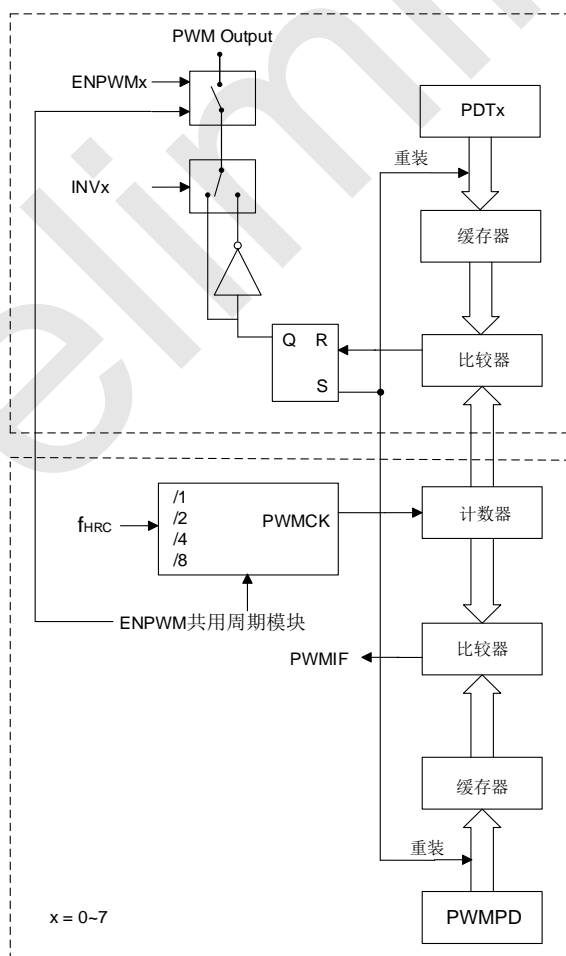 PWM Output
ENPWMx
PDTx
重装
INVx
缓存器
Q R
S
比较器
fHRC
/1
/2
/4
/8
PWMCK
计数器
ENPWM共用周期模块
PWMIF
比较器
缓存器
重装
x = 0~7
PWMPD
elimi